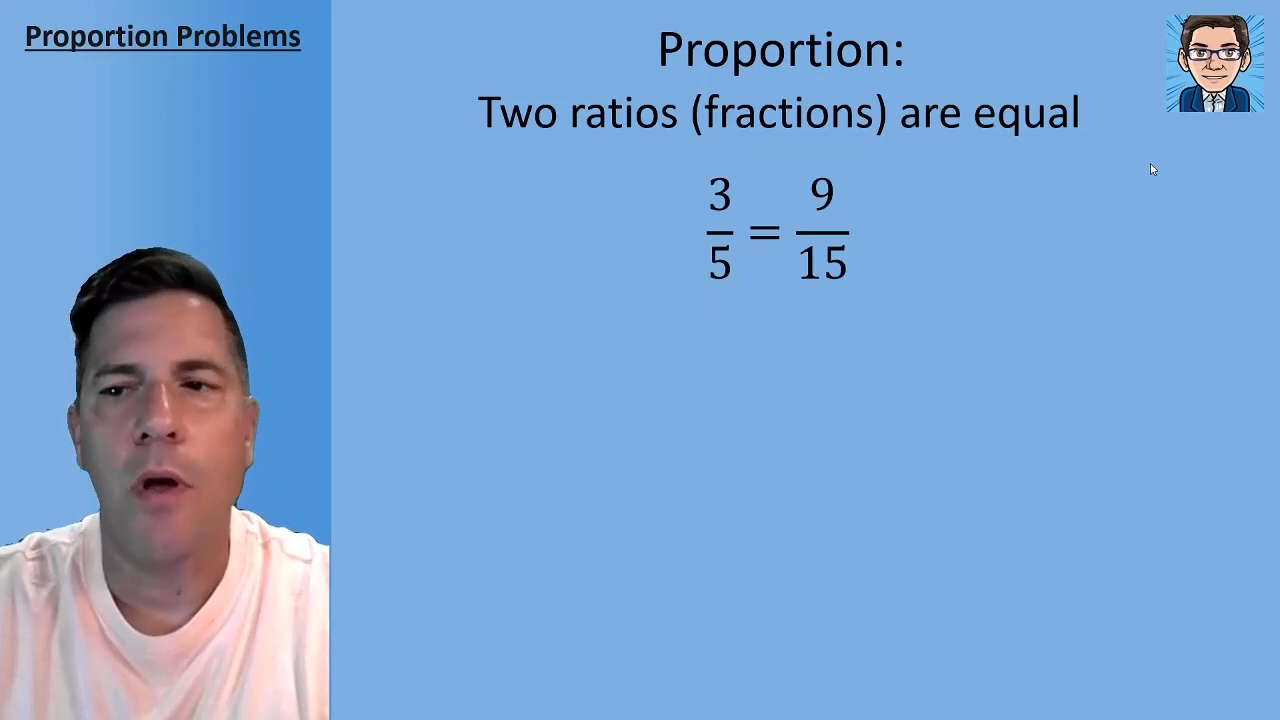 Proportion Problems
Proportion:
Two ratios (fractions) are equal
3/5 = 9/15